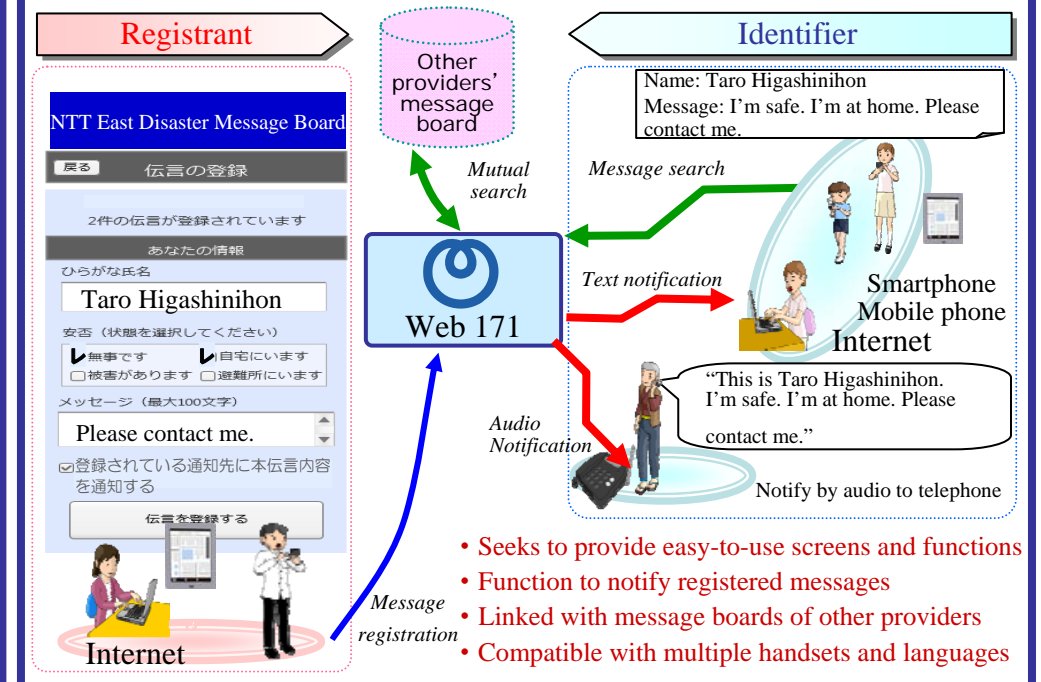 Registrant
NTT East Disaster Message Board
戻る 伝言の登録
2件の伝言が登録されています
あなたの情報
ひらがな氏名
Taro Higashinihon
安否（状態を選択してください）
無事です 自宅にいます
被害があります 避難所にいます
メッセージ（最大100文字）
Please contact me.
登録されている通知先に本伝言内容
を通知する
伝言を登録する
Internet
Other
providers’
message
board
Mutual
search
Web 171
Message
registration
Identifier
Name: Taro Higashinihon
Message: I’m safe. I’m at home. Please
contact me.
Message search
Text notification
Smartphone
Mobile phone
Internet
Audio
Notification
“This is Taro Higashinihon.
I’m safe. I’m at home. Please
contact me.”
Notify by audio to telephone
• Seeks to provide easy-to-use screens and functions
• Function to notify registered messages
• Linked with message boards of other providers
• Compatible with multiple handsets and languages